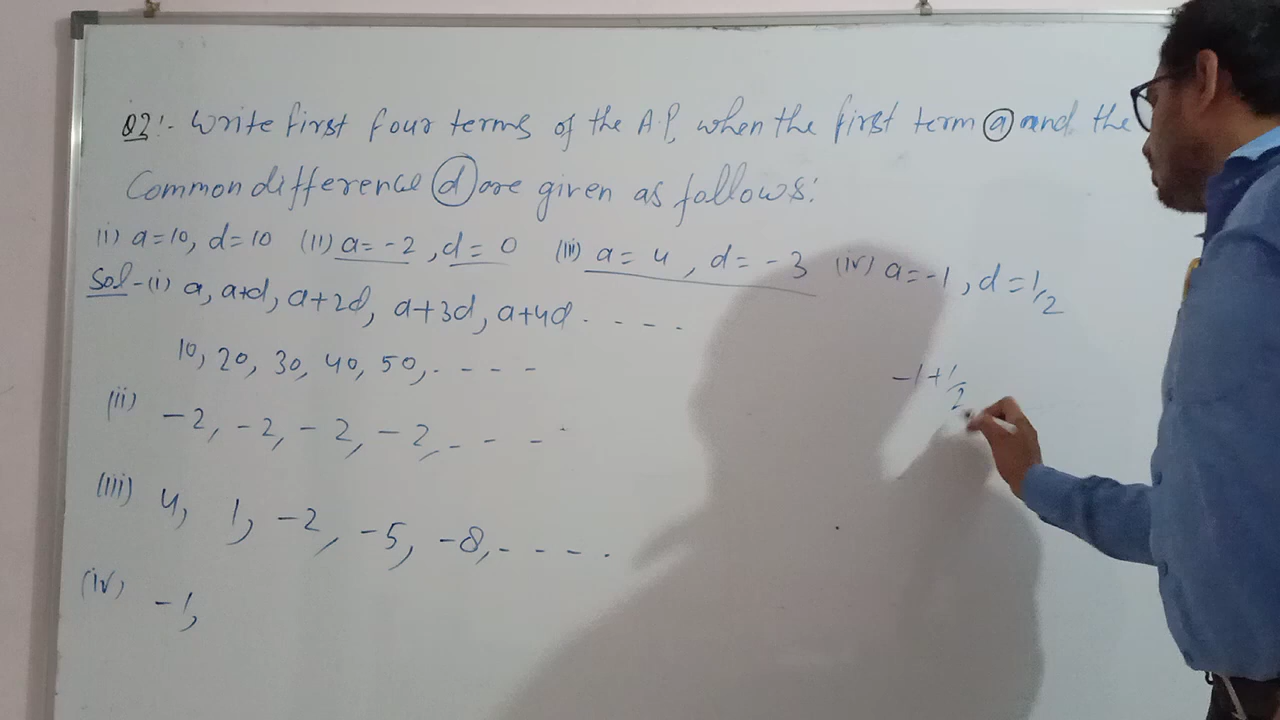 Q2:- Write first four terms of the A.P, when the first term a and the
Common difference d are given as follows:
(i) a=10, d=10 (ii) a= -2, d= 0 (iii) a= 4, d= -3 (iv) a=-1, d=1/2
Sol-(i) a, a+d, a+2d, a+3d, a+4d - - - -
10, 20, 30, 40, 50, - - - -
-1+1/2
(ii) -2, -2, -2, -2, - - -
(iii) 4, 1, -2, -5, -8, - - - -
(iv) -1,